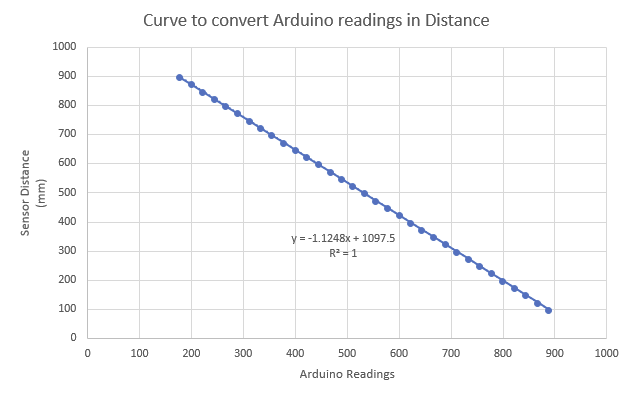 Curve to convert Arduino readings in Distance
1000
900
800
700
600
500
400
300
200
100
0
Sensor Distance
(mm)
y = -1.1248x + 1097.5
R² = 1
0 100 200 300 400 500 600 700 800 900 1000
Arduino Readings